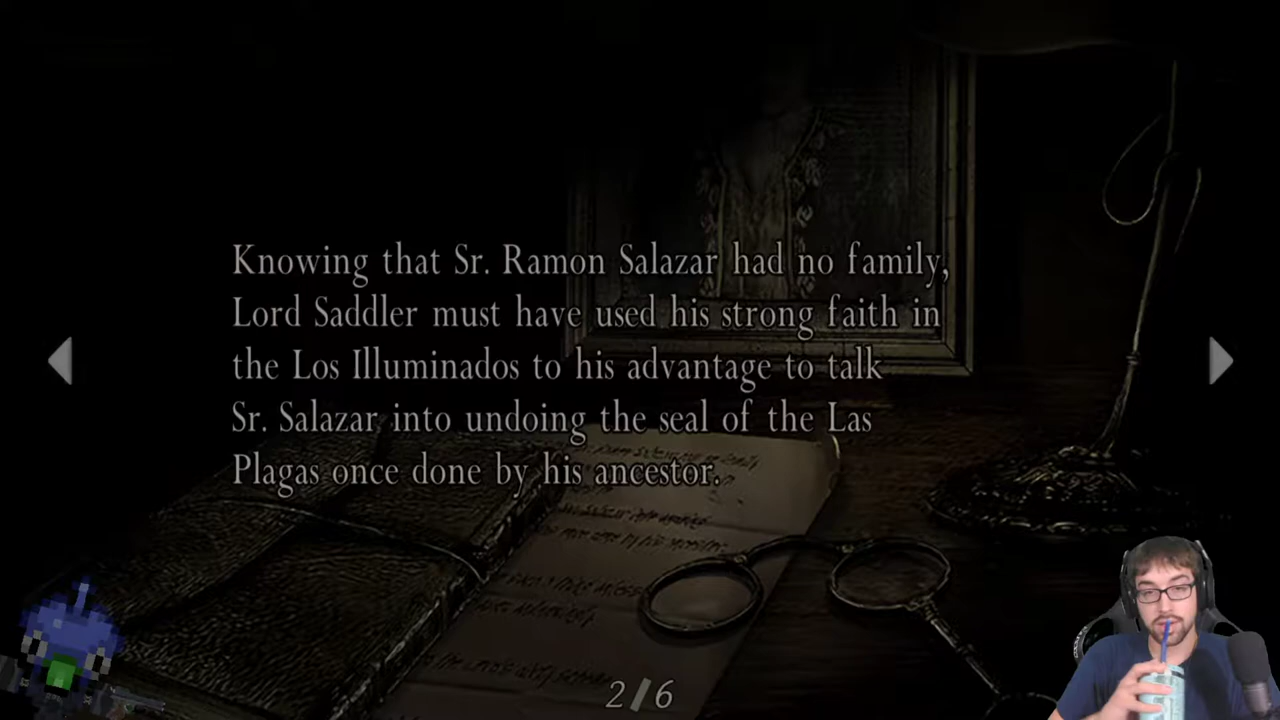 Knowing that Sr. Ramon Salazar had no family,
Lord Saddler must have used his strong faith in
the Los Illuminados to his advantage to talk
Sr. Salazar into undoing the seal of the Las
Plagas once done by his ancestor.
2/6